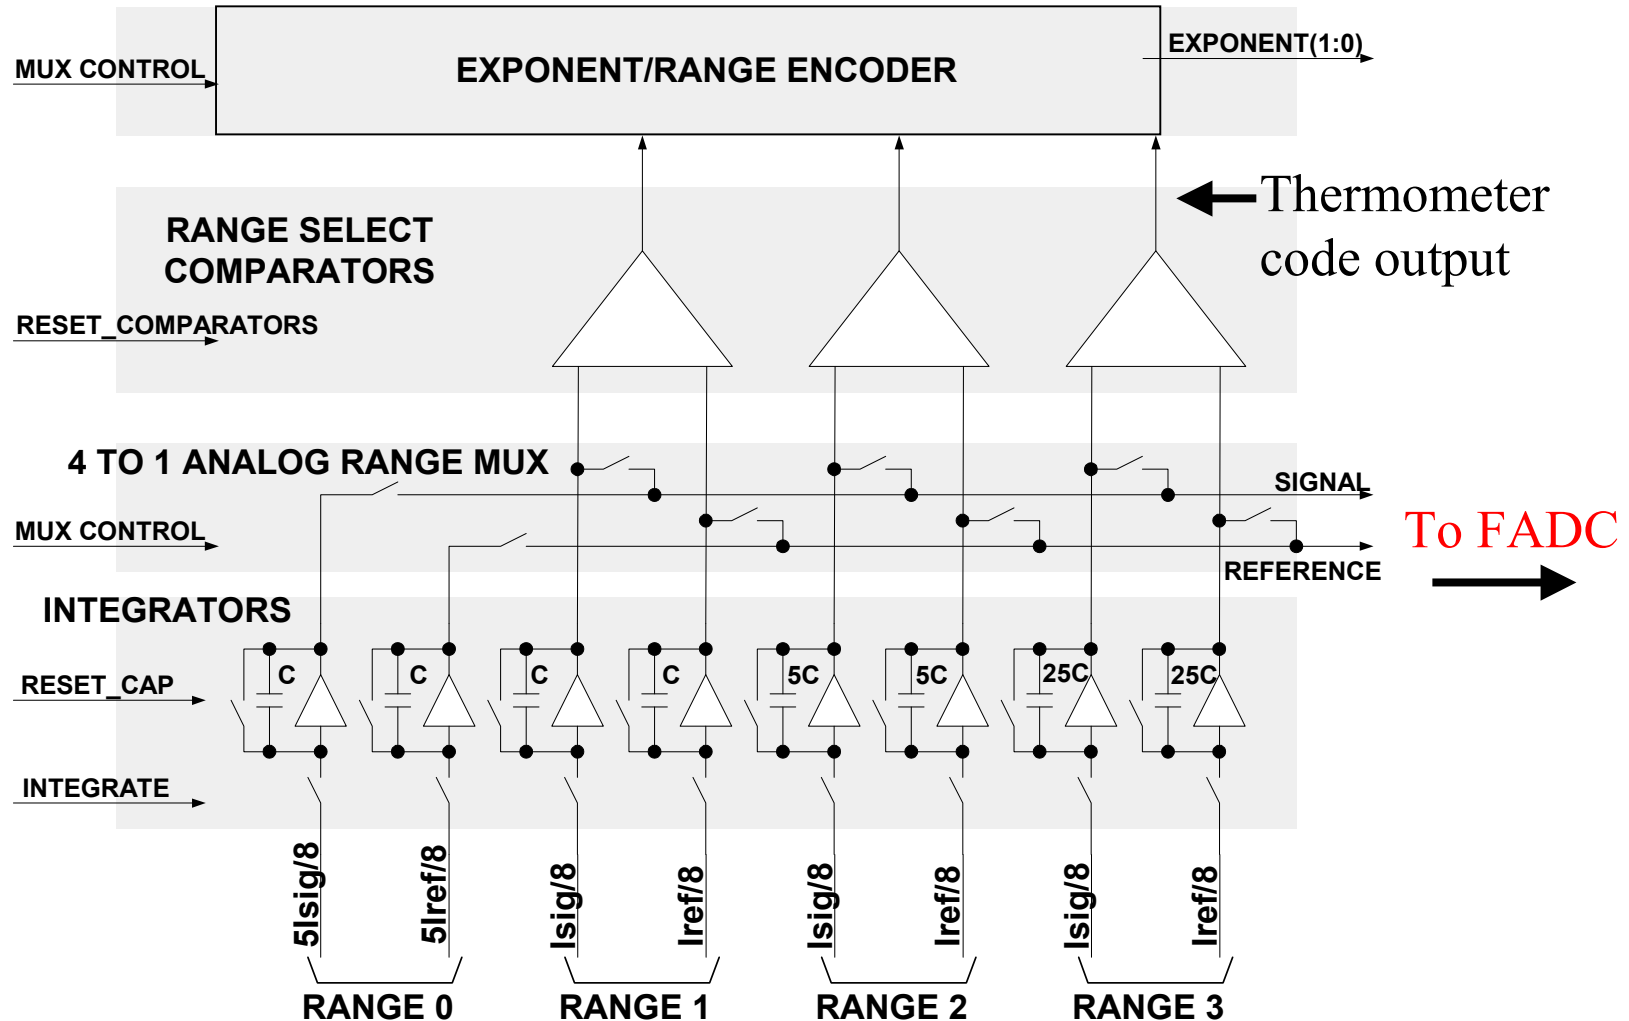 EXPONENT(1:0)
MUX CONTROL
EXPONENT/RANGE ENCODER
Thermometer
code output
RANGE SELECT
COMPARATORS
RESET_COMPARATORS
4 TO 1 ANALOG RANGE MUX
SIGNAL
MUX CONTROL
To FADC
REFERENCE
INTEGRATORS
C C C C 5C 5C 25C 25C
RESET_CAP
INTEGRATE
5Isig/8 5Iref/8 Isig/8 Iref/8 Isig/8 Iref/8 Isig/8 Iref/8
RANGE 0 RANGE 1 RANGE 2 RANGE 3